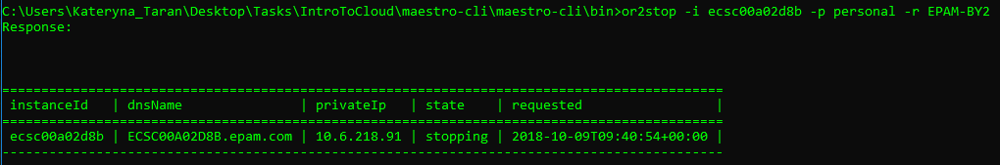 C:\Users\Kateryna_Taran\Desktop\Tasks\IntroToCloud\maestro-cli\maestro-cli\bin>or2stop -i ecsc00a02d8b -p personal -r EPAM-BY2
Response:
============================================================================================
instanceId | dnsName | privateIp | state | requested |
============================================================================================
ecsc00a02d8b | ECSC00A02D8B.epam.com | 10.6.218.91 | stopping | 2018-10-09T09:40:54+00:00 |
--------------------------------------------------------------------------------------------